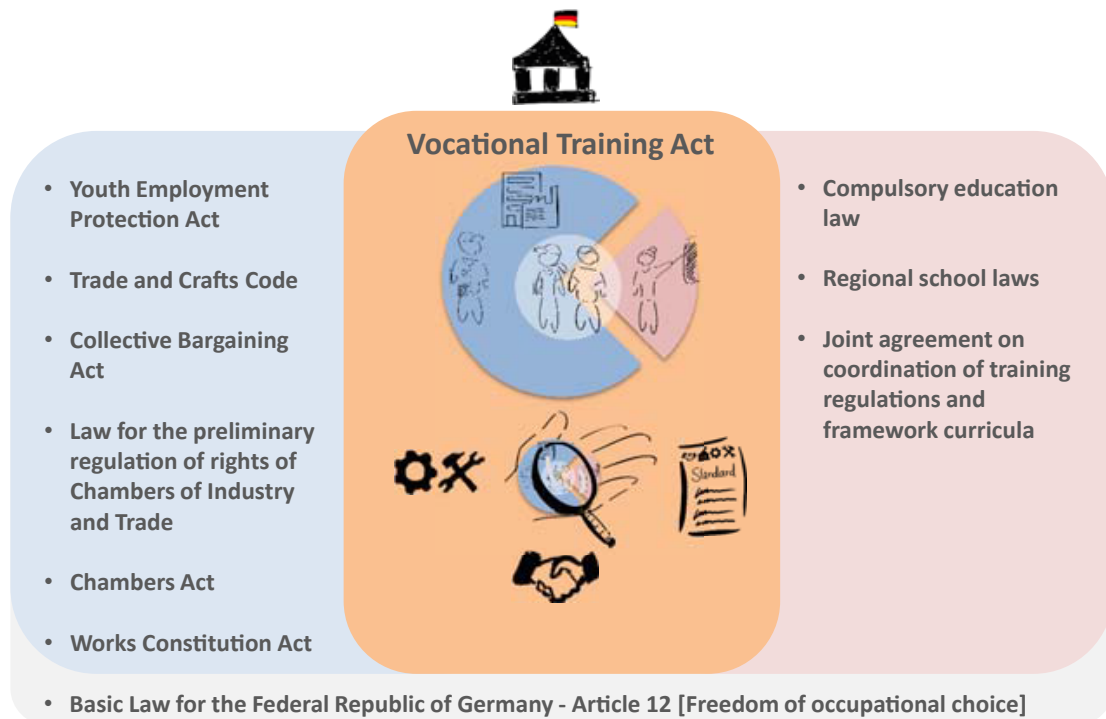 Vocational Training Act
• Youth Employment
Protection Act
• Trade and Crafts Code
• Collective Bargaining
Act
• Law for the preliminary
regulation of rights of
Chambers of Industry
and Trade
• Chambers Act
• Works Constitution Act
Standard
• Compulsory education
law
• Regional school laws
• Joint agreement on
coordination of training
regulations and
framework curricula
• Basic Law for the Federal Republic of Germany - Article 12 [Freedom of occupational choice]